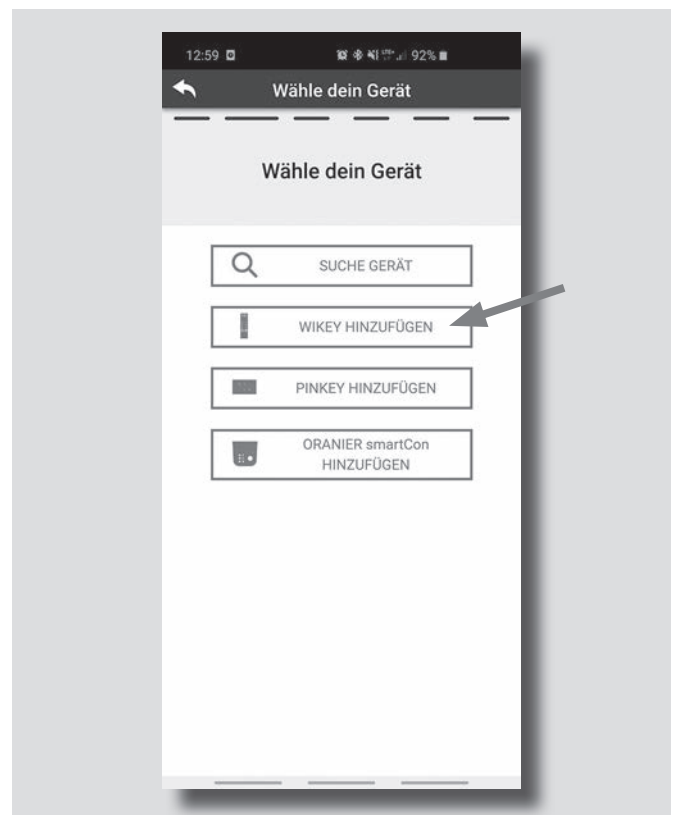 12:59 92%
Wähle dein Gerät
Wähle dein Gerät
SUCHE GERÄT
WIKEY HINZUFÜGEN
PINKEY HINZUFÜGEN
ORANIER smartCon
HINZUFÜGEN